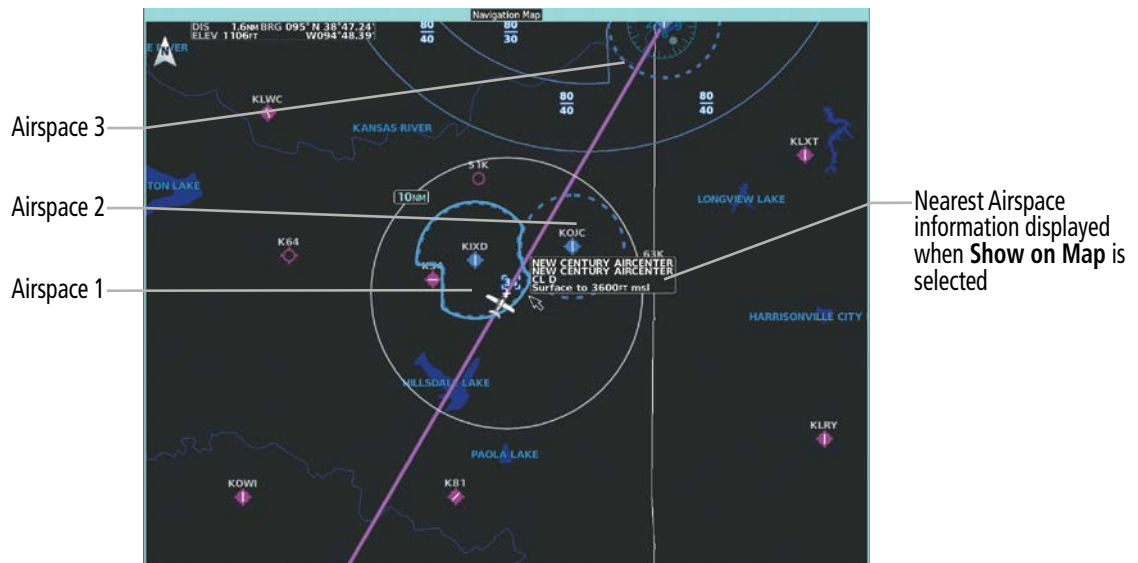 Navigation Map
DIS 1.6NM BRG 095° N 38°47.24'
ELEV 1106FT W094°48.39'
80
40
80
30
N
E RIVER
KLWC
KANSAS RIVER
80
40
80
40
KLXT
Airspace 3
51K
TON LAKE
10NM
LONGVIEW LAKE
Airspace 2
KIXD
KOJC
K64
63K
K34
NEW CENTURY AIRCENTER
NEW CENTURY AIRCENTER
CL D
Surface to 3600FT msl
Nearest Airspace
information displayed
when Show on Map is
selected
Airspace 1
HARRISONVILLE CITY
HILLSDALE LAKE
KLRY
PAOLA LAKE
KOWI
K81